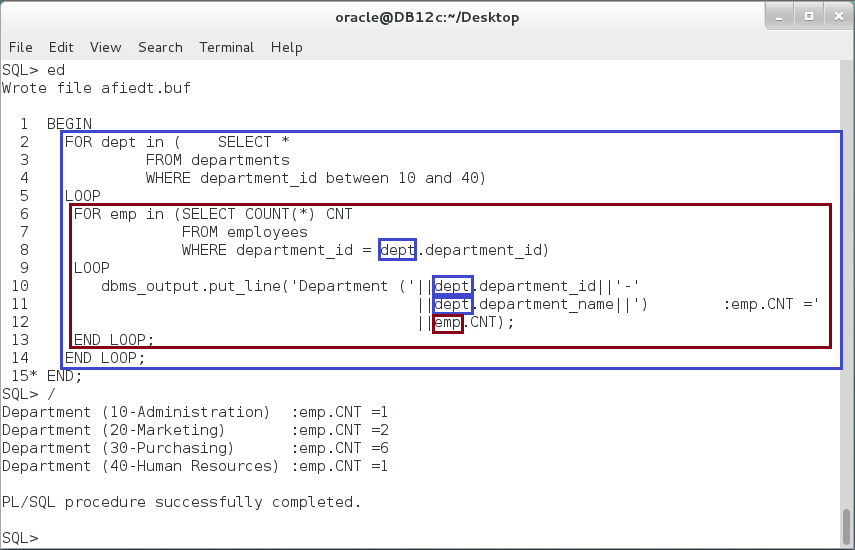 oracle@DB12c:~/Desktop
File Edit View Search Terminal Help
SQL> ed
Wrote file afiedt.buf
1 BEGIN
2 FOR dept in ( SELECT *
3 FROM departments
4 WHERE department_id between 10 and 40)
5 LOOP
6 FOR emp in (SELECT COUNT(*) CNT
7 FROM employees
8 WHERE department_id = dept.department_id)
9 LOOP
10 dbms_output.put_line('Department ('||dept.department_id||'-'
11 ||dept.department_name||') :emp.CNT ='
12 ||emp.CNT);
13 END LOOP;
14 END LOOP;
15* END;
SQL> /
Department (10-Administration) :emp.CNT =1
Department (20-Marketing) :emp.CNT =2
Department (30-Purchasing) :emp.CNT =6
Department (40-Human Resources) :emp.CNT =1
PL/SQL procedure successfully completed.
SQL>